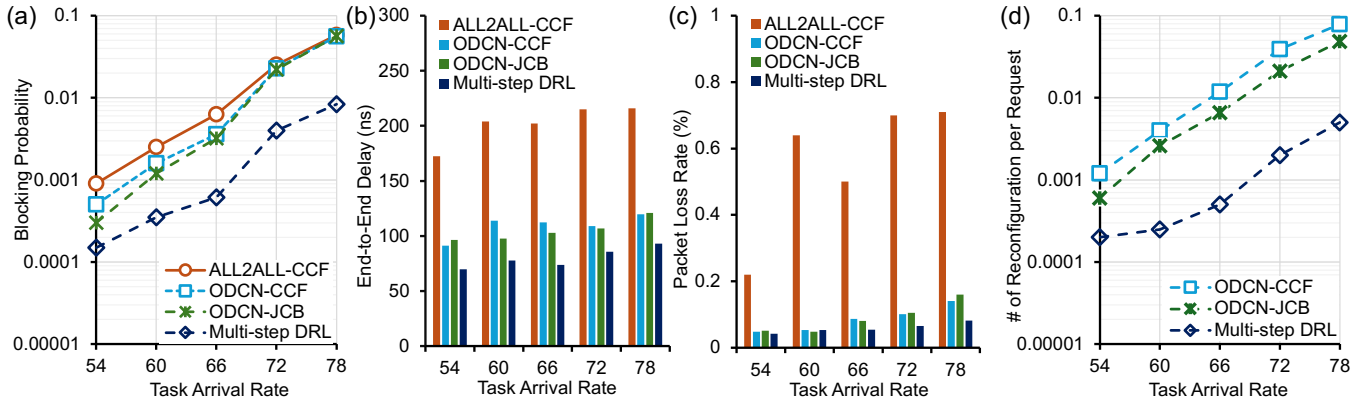 (a)
Blocking Probability
0.1
0.01
0.001
0.0001
0.00001
54 60 66 72 78
Task Arrival Rate
ALL2ALL-CCF
ODCN-CCF
ODCN-JCB
Multi-step DRL
(b)
End-to-End Delay (ns)
300
250
200
150
100
50
0
54 60 66 72 78
Task Arrival Rate
ALL2ALL-CCF
ODCN-CCF
ODCN-JCB
Multi-step DRL
(c)
Packet Loss Rate (%)
1
0.8
0.6
0.4
0.2
0
54 60 66 72 78
Task Arrival Rate
ALL2ALL-CCF
ODCN-CCF
ODCN-JCB
Multi-step DRL
(d)
# of Reconfiguration per Request
0.1
0.01
0.001
0.0001
0.00001
54 60 66 72 78
Task Arrival Rate
ODCN-CCF
ODCN-JCB
Multi-step DRL